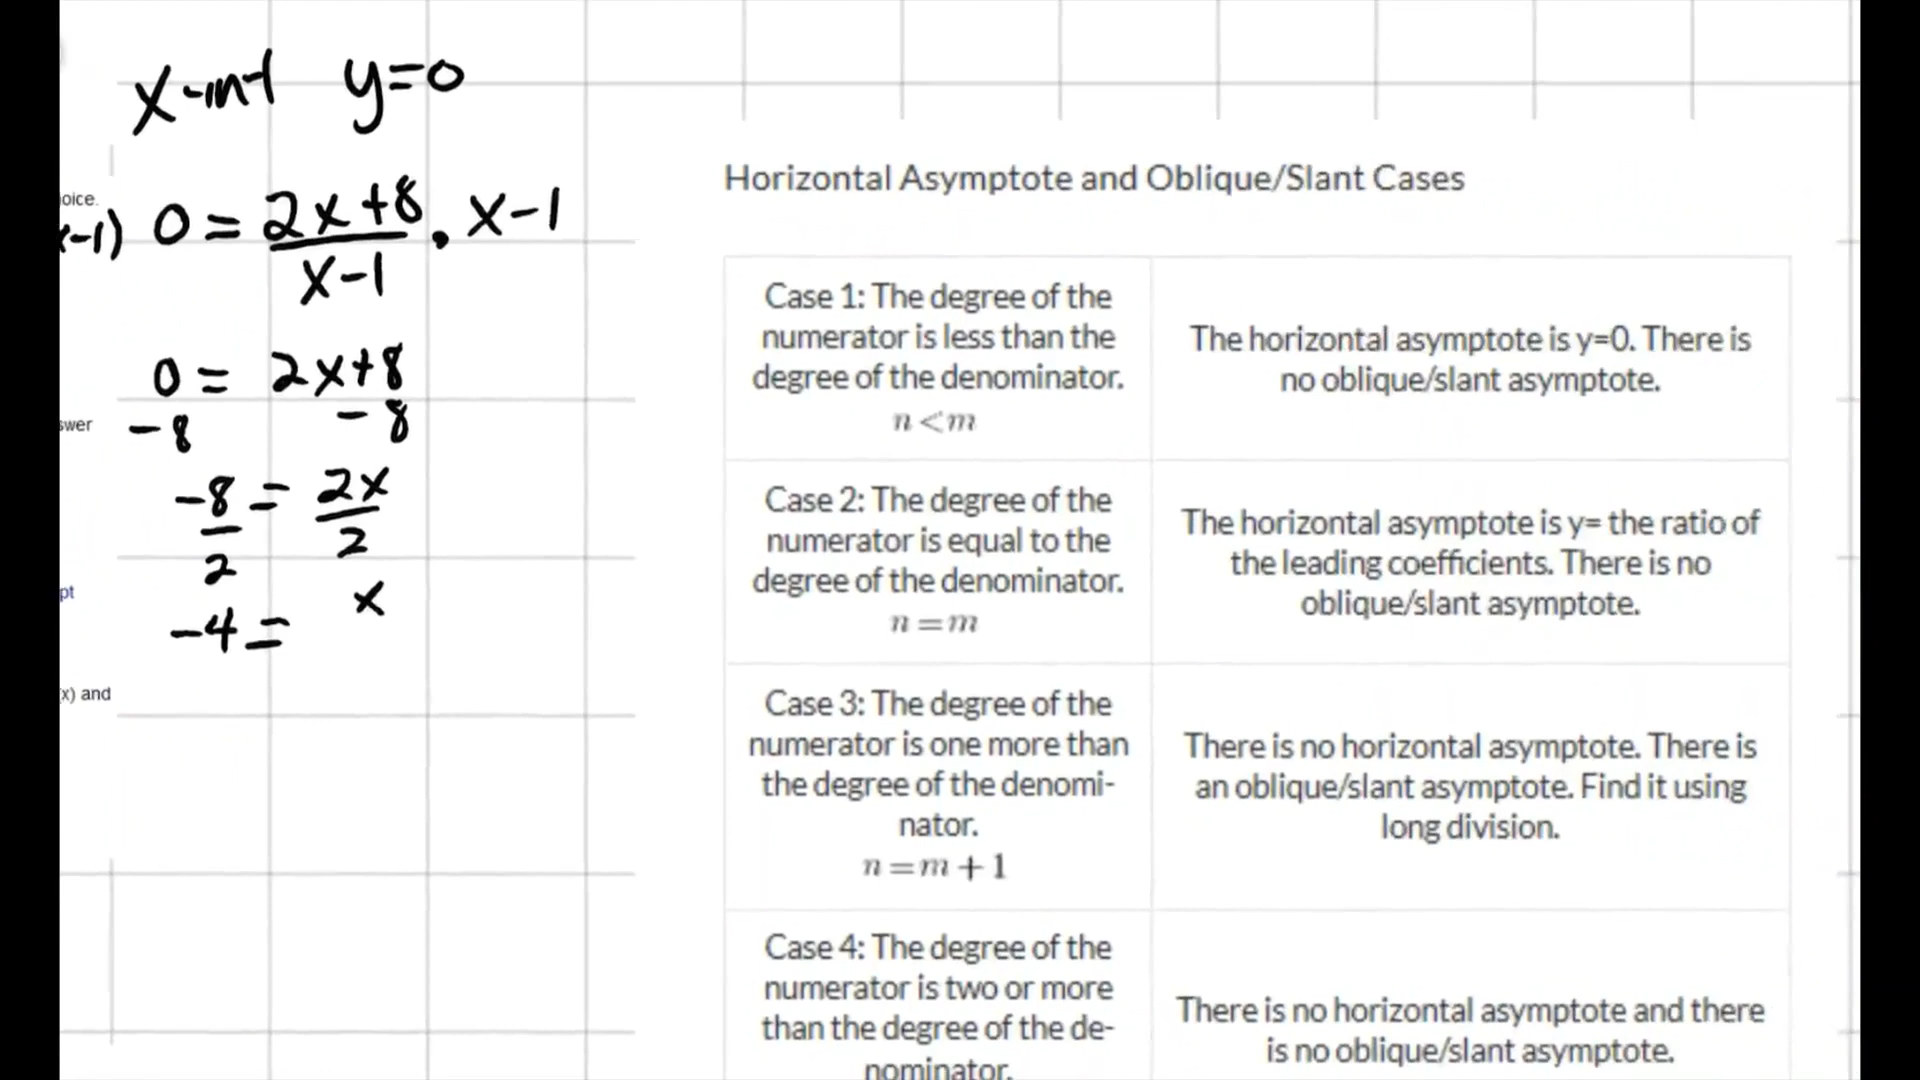 x-int y=0
oice.
x-1) 0 = 2x+8 . x-1
x-1
0 = 2x+8
-8 -8
swer
-8 = 2x
2 2
pt
-4 = x
x) and
Horizontal Asymptote and Oblique/Slant Cases
Case 1: The degree of the
numerator is less than the
degree of the denominator.
n < m
The horizontal asymptote is y=0. There is
no oblique/slant asymptote.
Case 2: The degree of the
numerator is equal to the
degree of the denominator.
n = m
The horizontal asymptote is y= the ratio of
the leading coefficients. There is no
oblique/slant asymptote.
Case 3: The degree of the
numerator is one more than
the degree of the denomi-
nator.
n = m + 1
There is no horizontal asymptote. There is
an oblique/slant asymptote. Find it using
long division.
Case 4: The degree of the
numerator is two or more
than the degree of the de-
nominator.
There is no horizontal asymptote and there
is no oblique/slant asymptote.